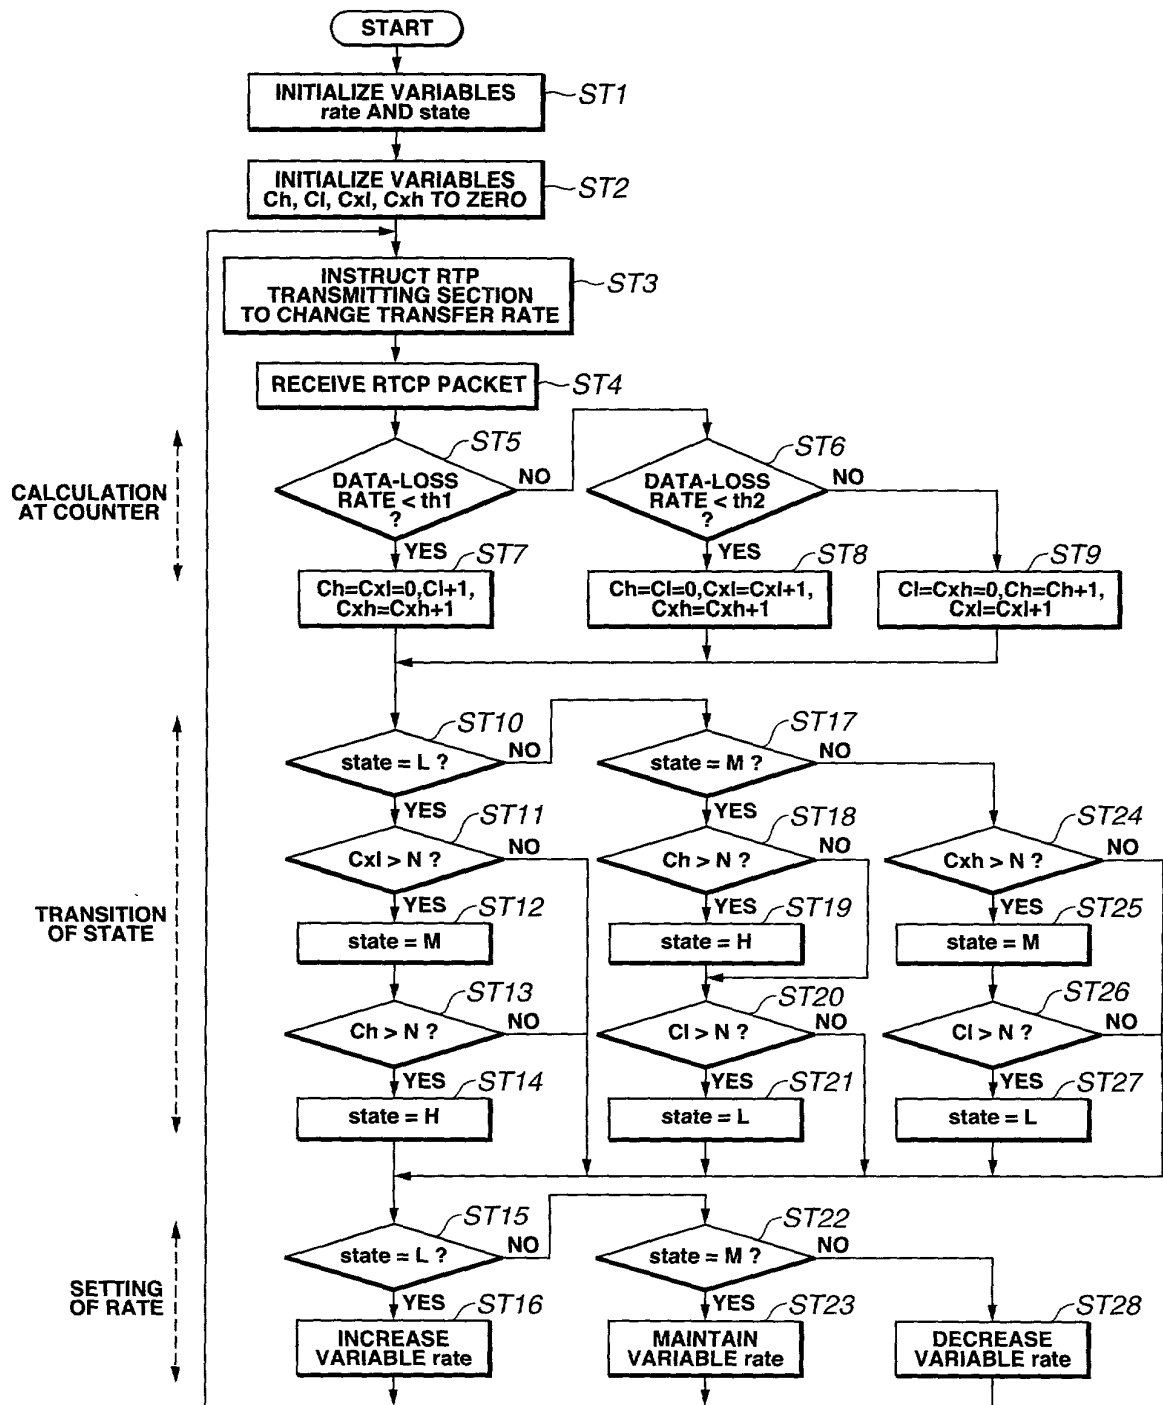 START
INITIALIZE VARIABLES
rate AND state
ST1
INITIALIZE VARIABLES
Ch, Cl, Cxl, Cxh TO ZERO
ST2
INSTRUCT RTP
TRANSMITTING SECTION
TO CHANGE TRANSFER RATE
ST3
RECEIVE RTCP PACKET
ST4
CALCULATION
AT COUNTER
ST5
DATA-LOSS
RATE < th1
?
NO
YES
ST6
DATA-LOSS
RATE < th2
?
NO
YES
ST7
Ch=Cxl=0,Cl+1,
Cxh=Cxh+1
ST8
Ch=Cl=0,Cxl=Cxl+1,
Cxh=Cxh+1
ST9
Cl=Cxh=0,Ch=Ch+1,
Cxl=Cxl+1
TRANSITION
OF STATE
ST10
state = L ?
NO
YES
ST17
state = M ?
NO
YES
ST11
Cxl > N ?
NO
YES
ST18
Ch > N ?
NO
YES
ST24
Cxh > N ?
NO
YES
ST12
state = M
ST19
state = H
ST25
state = M
ST13
Ch > N ?
NO
YES
ST20
Cl > N ?
NO
YES
ST26
Cl > N ?
NO
YES
ST14
state = H
ST21
state = L
ST27
state = L
SETTING
OF RATE
ST15
state = L ?
NO
YES
ST22
state = M ?
NO
YES
ST16
INCREASE
VARIABLE rate
ST23
MAINTAIN
VARIABLE rate
ST28
DECREASE
VARIABLE rate